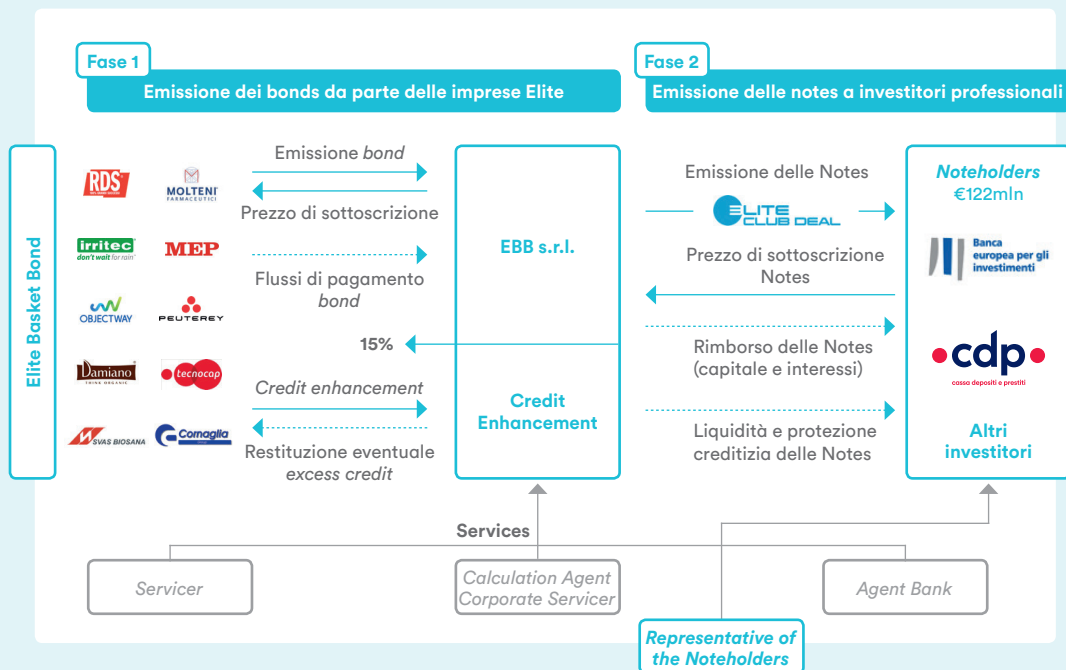 Fase 1
Emissione dei bonds da parte delle imprese Elite
Fase 2
Emissione delle notes a investitori professionali
Elite Basket Bond
RDS
MOLTENI
FARMACEUTICI
irritec
don't wait for rain
MEP
OBJECTWAY
PEUTEREY
Damiano
THINK ORGANIC
tecnocap
SVAS BIOSANA
Cornaglia
Emissione bond
Prezzo di sottoscrizione
Flussi di pagamento
bond
15%
Credit enhancement
Restituzione eventuale
excess credit
EBB s.r.l.
Credit
Enhancement
Emissione delle Notes
ELITE
CLUB DEAL
Prezzo di sottoscrizione
Notes
Rimborso delle Notes
(capitale e interessi)
Liquidità e protezione
creditizia delle Notes
Noteholders
€122mln
Banca
europea per gli
investimenti
cdp
cassa depositi e prestiti
Altri
investitori
Services
Servicer
Calculation Agent
Corporate Servicer
Agent Bank
Representative of
the Noteholders